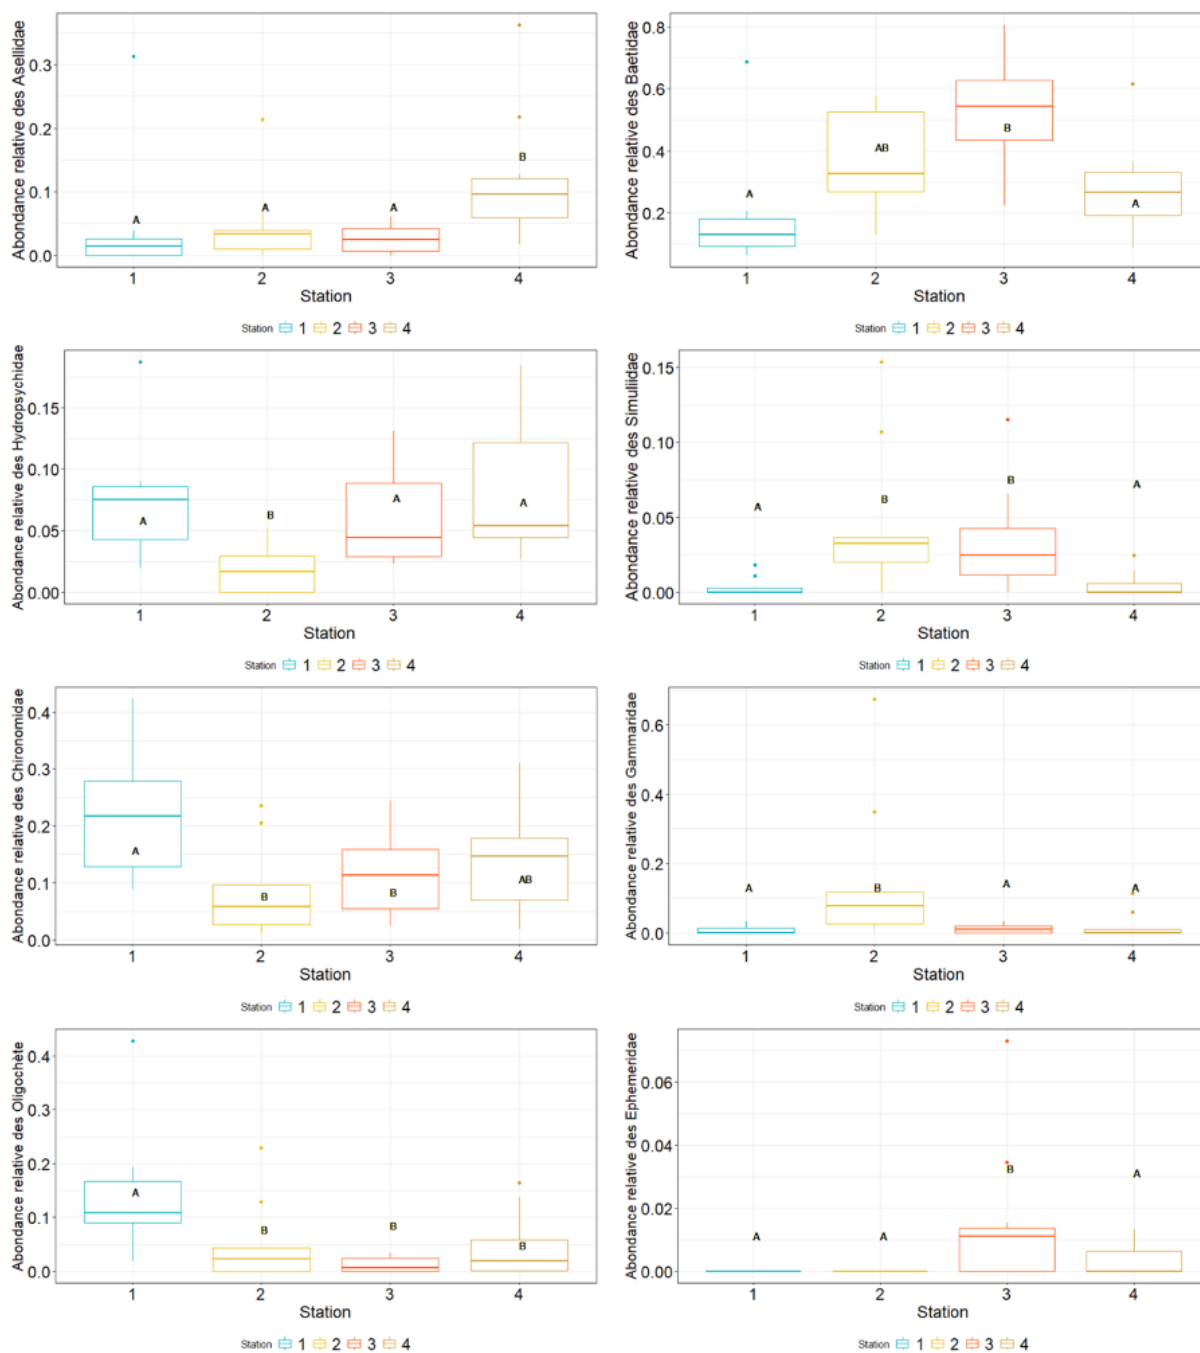 Abondance relative des Asellidae
0.3
0.2
0.1
0.0
A
A
A
B
1 2 3 4
Station
Station 1 2 3 4
Abondance relative des Baetidae
0.8
0.6
0.4
0.2
A
AB
B
A
1 2 3 4
Station
Station 1 2 3 4
Abondance relative des Hydropsychidae
0.15
0.10
0.05
0.00
A
B
A
A
1 2 3 4
Station
Station 1 2 3 4
Abondance relative des Simuliidae
0.15
0.10
0.05
0.00
A
B
B
A
1 2 3 4
Station
Station 1 2 3 4
Abondance relative des Chironomidae
0.4
0.3
0.2
0.1
0.0
A
B
B
AB
1 2 3 4
Station
Station 1 2 3 4
Abondance relative des Gammaridae
0.6
0.4
0.2
0.0
A
B
A
A
1 2 3 4
Station
Station 1 2 3 4
Abondance relative des Oligochète
0.4
0.3
0.2
0.1
0.0
A
B
B
B
1 2 3 4
Station
Station 1 2 3 4
Abondance relative des Ephemeridae
0.06
0.04
0.02
0.00
A
A
B
A
1 2 3 4
Station
Station 1 2 3 4